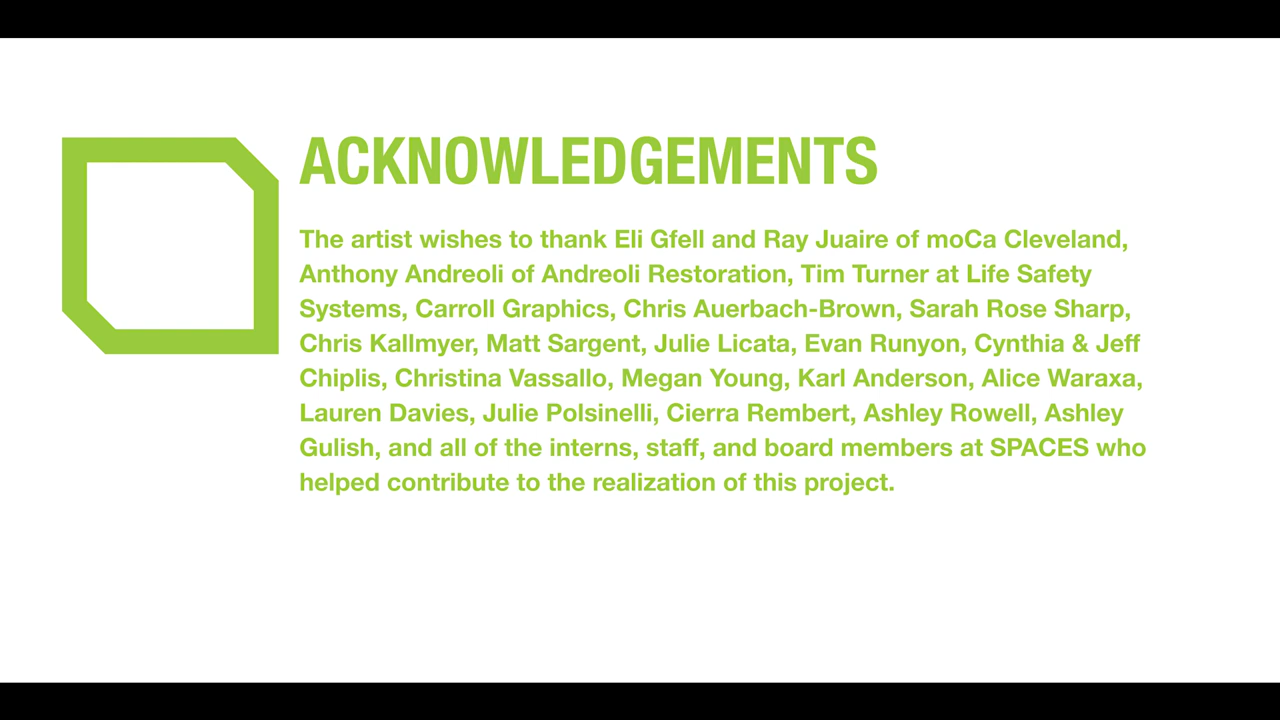 ACKNOWLEDGEMENTS
The artist wishes to thank Eli Gfell and Ray Juaire of moCa Cleveland,
Anthony Andreoli of Andreoli Restoration, Tim Turner at Life Safety
Systems, Carroll Graphics, Chris Auerbach-Brown, Sarah Rose Sharp,
Chris Kallmyer, Matt Sargent, Julie Licata, Evan Runyon, Cynthia & Jeff
Chiplis, Christina Vassallo, Megan Young, Karl Anderson, Alice Waraxa,
Lauren Davies, Julie Polsinelli, Cierra Rembert, Ashley Rowell, Ashley
Gulish, and all of the interns, staff, and board members at SPACES who
helped contribute to the realization of this project.